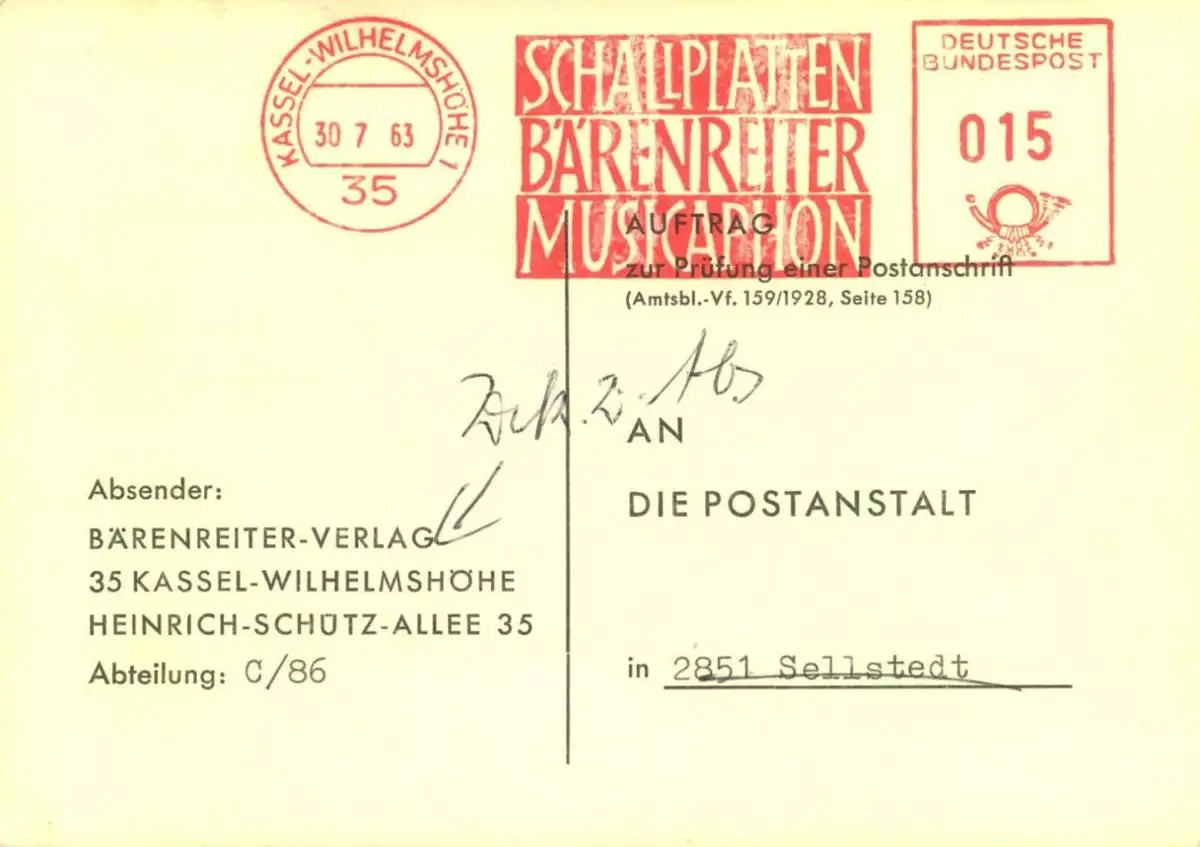 KASSEL-WILHELMSHÖHE 1
30 7 63
35
SCHALLPLATTEN
BÄRENREITER
MUSICAPHON
DEUTSCHE
BUNDESPOST
015
AUFTRAG
zur Prüfung einer Postanschrift
(Amtsbl.-Vf. 159/1928, Seite 158)
Zck. z. Abs
AN
DIE POSTANSTALT
in 2851 Sellstedt
Absender:
BÄRENREITER-VERLAG
35 KASSEL-WILHELMSHÖHE
HEINRICH-SCHÜTZ-ALLEE 35
Abteilung: C/86